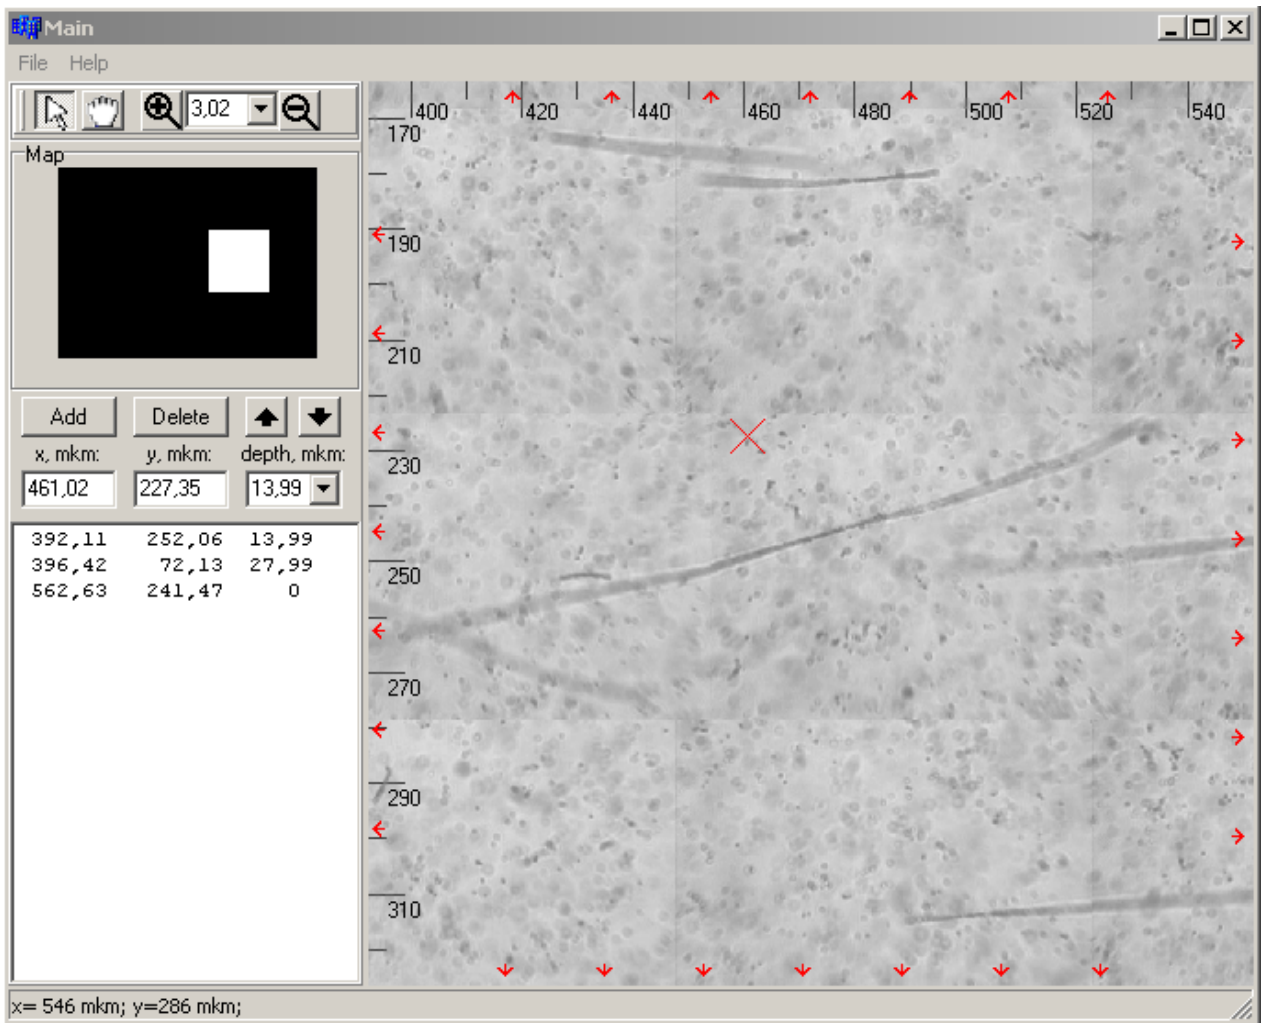 Main
File Help
3,02
Map
Add Delete
x, mkm: y, mkm: depth, mkm:
461,02 227,35 13,99
392,11 252,06 13,99
396,42 72,13 27,99
562,63 241,47 0
400 420 440 460 480 500 520 540
170
190
210
230
250
270
290
310
x= 546 mkm; y=286 mkm;